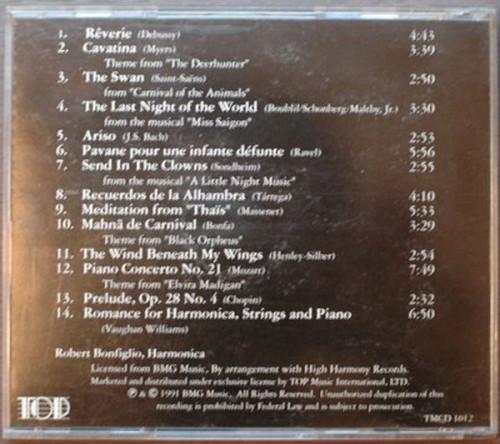 1. Rêverie (Debussy) 4:43
2. Cavatina (Myers) 3:39
Theme from "The Deerhunter"
3. The Swan (Saint-Saëns) 2:50
from "Carnival of the Animals"
4. The Last Night of the World (Boublil/Schonberg/Maltby, Jr.) 3:30
from the musical "Miss Saigon"
5. Ariso (J.S. Bach) 2:53
6. Pavane pour une infante défunte (Ravel) 5:56
7. Send In The Clowns (Sondheim) 2:55
from the musical "A Little Night Music"
8. Recuerdos de la Alhambra (Tárrega) 4:10
9. Meditation from "Thaïs" (Massenet) 5:33
10. Mahnã de Carnival (Bonfa) 3:29
Theme from "Black Orpheus"
11. The Wind Beneath My Wings (Henley-Silber) 2:54
12. Piano Concerto No. 21 (Mozart) 7:49
Theme from "Elvira Madigan"
13. Prelude, Op. 28 No. 4 (Chopin) 2:32
14. Romance for Harmonica, Strings and Piano 6:50
(Vaughan Williams)
Robert Bonfiglio, Harmonica
Licensed from BMG Music, By arrangement with High Harmony Records.
Marketed and distributed under exclusive license by TOP Music International, LTD.
℗ & © 1991 BMG Music, All Rights Reserved. Unauthorized duplication of this
recording is prohibited by Federal Law and is subject to prosecution.
TOP
TMCD 1012